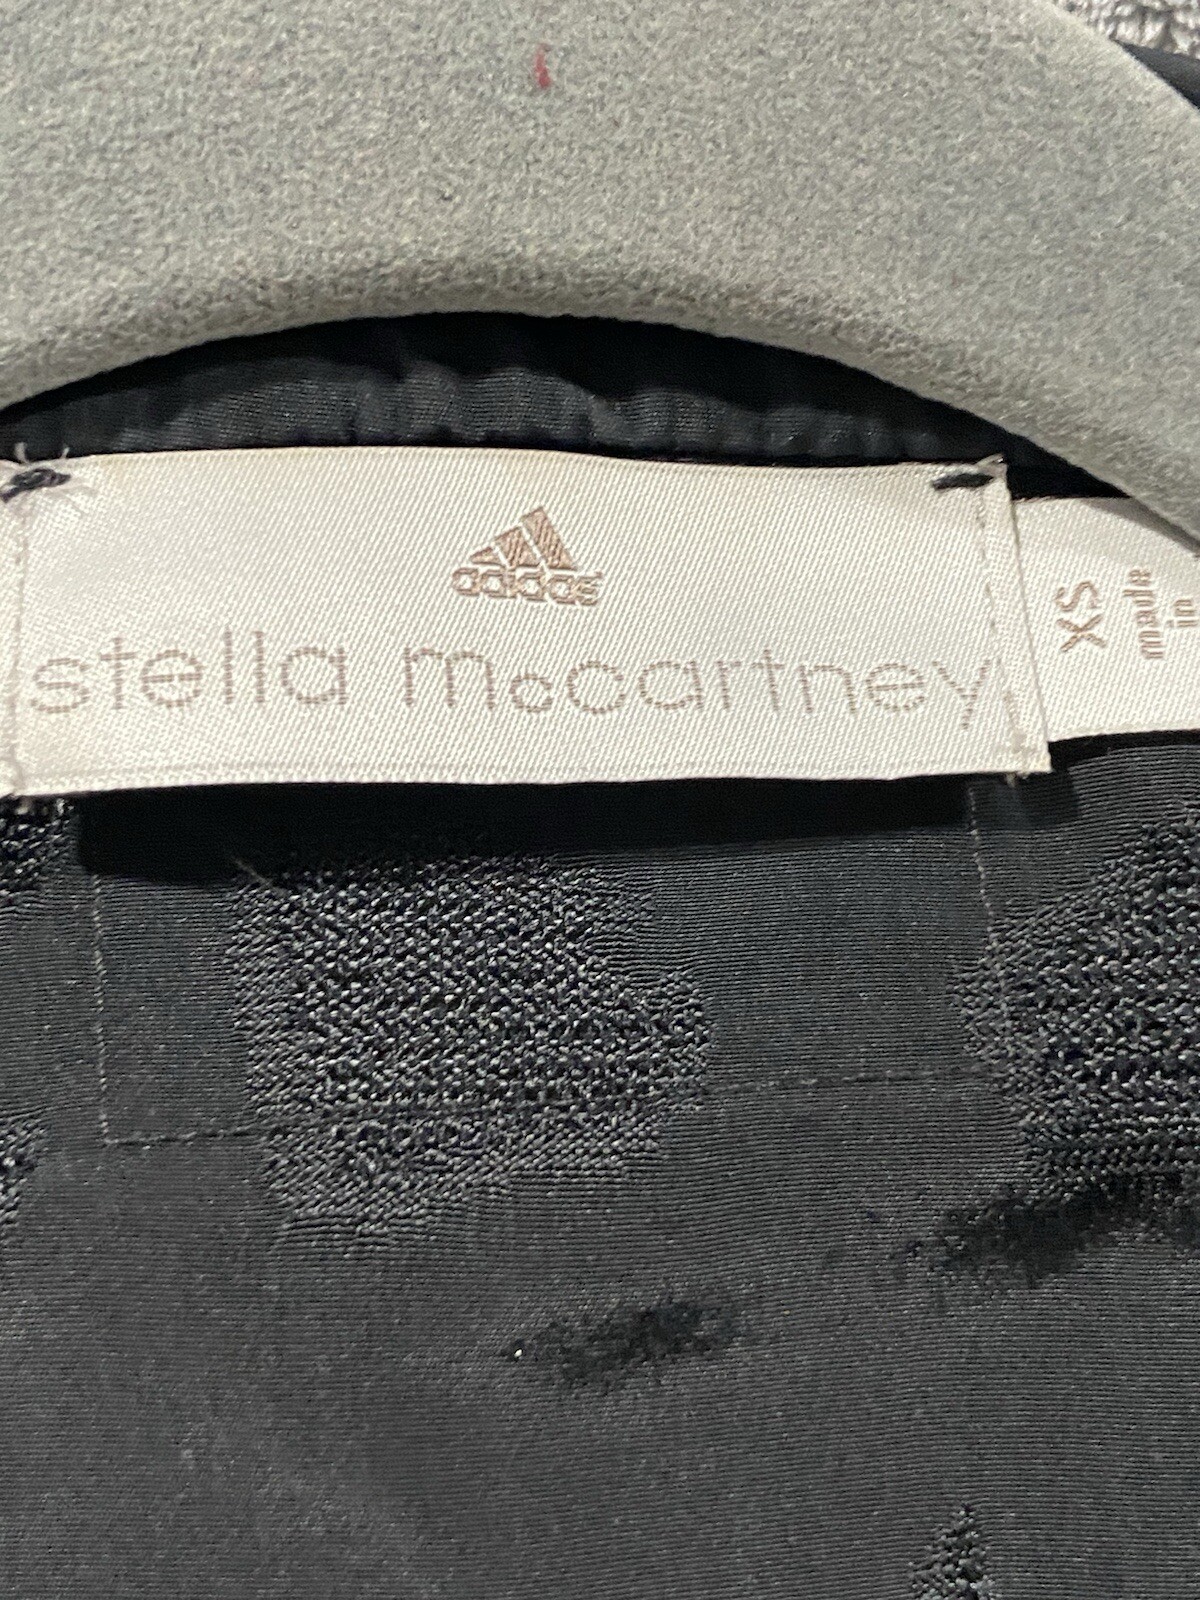 adidas
stella mccartney
XS
made
in